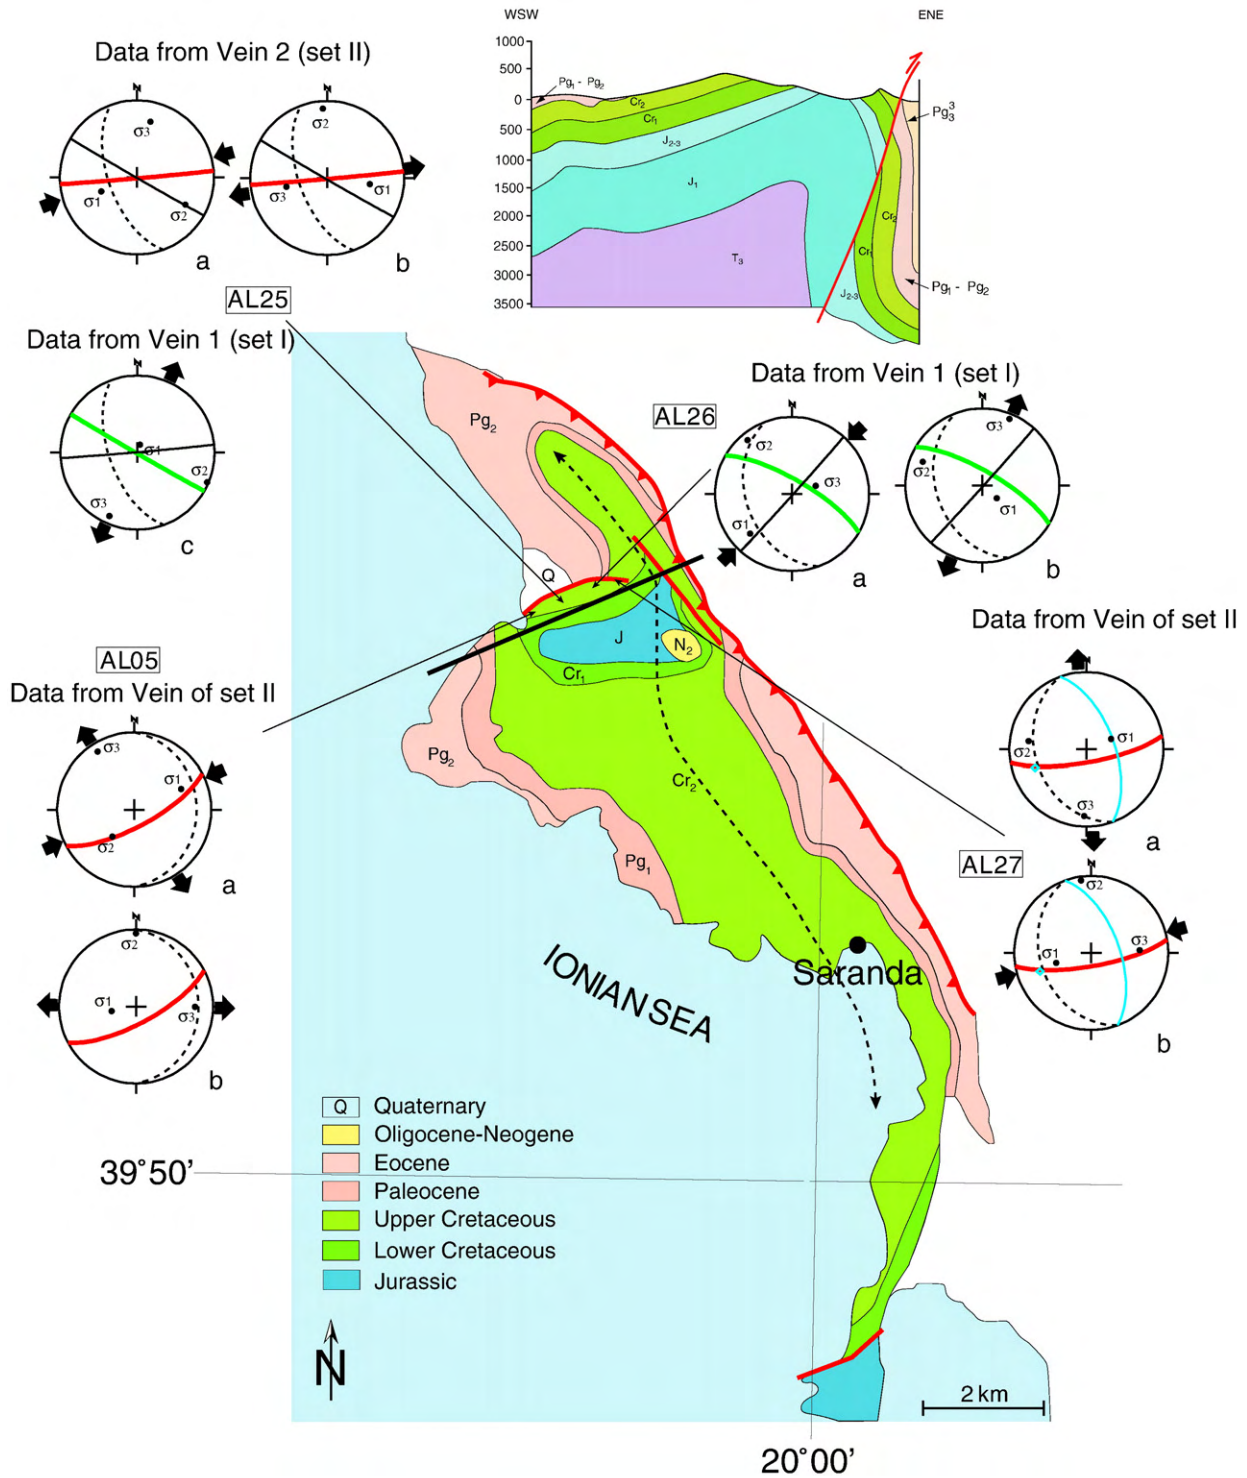 WSW
ENE
Data from Vein 2 (set II)
N
σ3
σ1
σ2
a
N
σ2
σ3
σ1
b
1000
500
0
500
1000
1500
2000
2500
3000
3500
Pg1 - Pg2
Cr2
Cr1
J2-3
J1
T3
J2-3
Cr1
Cr2
Pg3 3
Pg1 - Pg2
AL25
Data from Vein 1 (set I)
N
σ1
σ2
σ3
c
Data from Vein 1 (set I)
AL26
N
σ2
σ3
σ1
a
N
σ3
σ2
σ1
b
Pg2
Q
J
N2
Cr1
Pg2
Cr2
Pg1
AL05
Data from Vein of set II
N
σ3
σ1
σ2
a
N
σ2
σ1
σ3
b
Data from Vein of set II
N
σ2
σ1
σ3
a
AL27
N
σ2
σ1
σ3
b
Saranda
IONIAN SEA
Q Quaternary
Oligocene-Neogene
Eocene
Paleocene
Upper Cretaceous
Lower Cretaceous
Jurassic
39°50'
N
2 km
20°00'